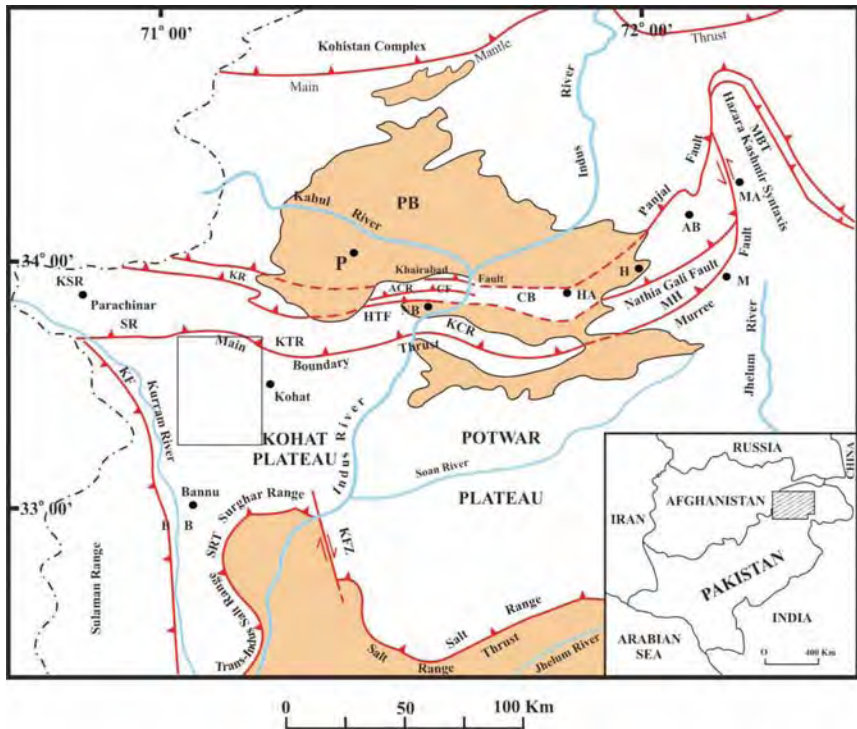 71° 00'
72° 00'
Kohistan Complex
Main
Mantle
Thrust
River
Indus
Hazara Kashmir Syntaxis
MBT
Fault
Panjal
MA
AB
Kabul
River
PB
P
34° 00'
KSR
Parachinar
KR
Khairabad
Fault
ACR
CF
CB
HA
H
Nathia Gali Fault
Fault
M
MH
Murree
HTF
NB
KCR
SR
Main
KTR
Boundary
Thrust
River
Jhelum
KF
Kurram River
Kohat
KOHAT
PLATEAU
Indus River
POTWAR
PLATEAU
Soan River
33° 00'
Bannu
B
Surghar Range
SRT
KFZ
Sulaman Range
Trans-Indus Salt Range
Salt
Range
Salt
Range
Thrust
Jhelum River
RUSSIA
CHINA
AFGHANISTAN
IRAN
PAKISTAN
INDIA
ARABIAN
SEA
O
400 Km
0
50
100 Km